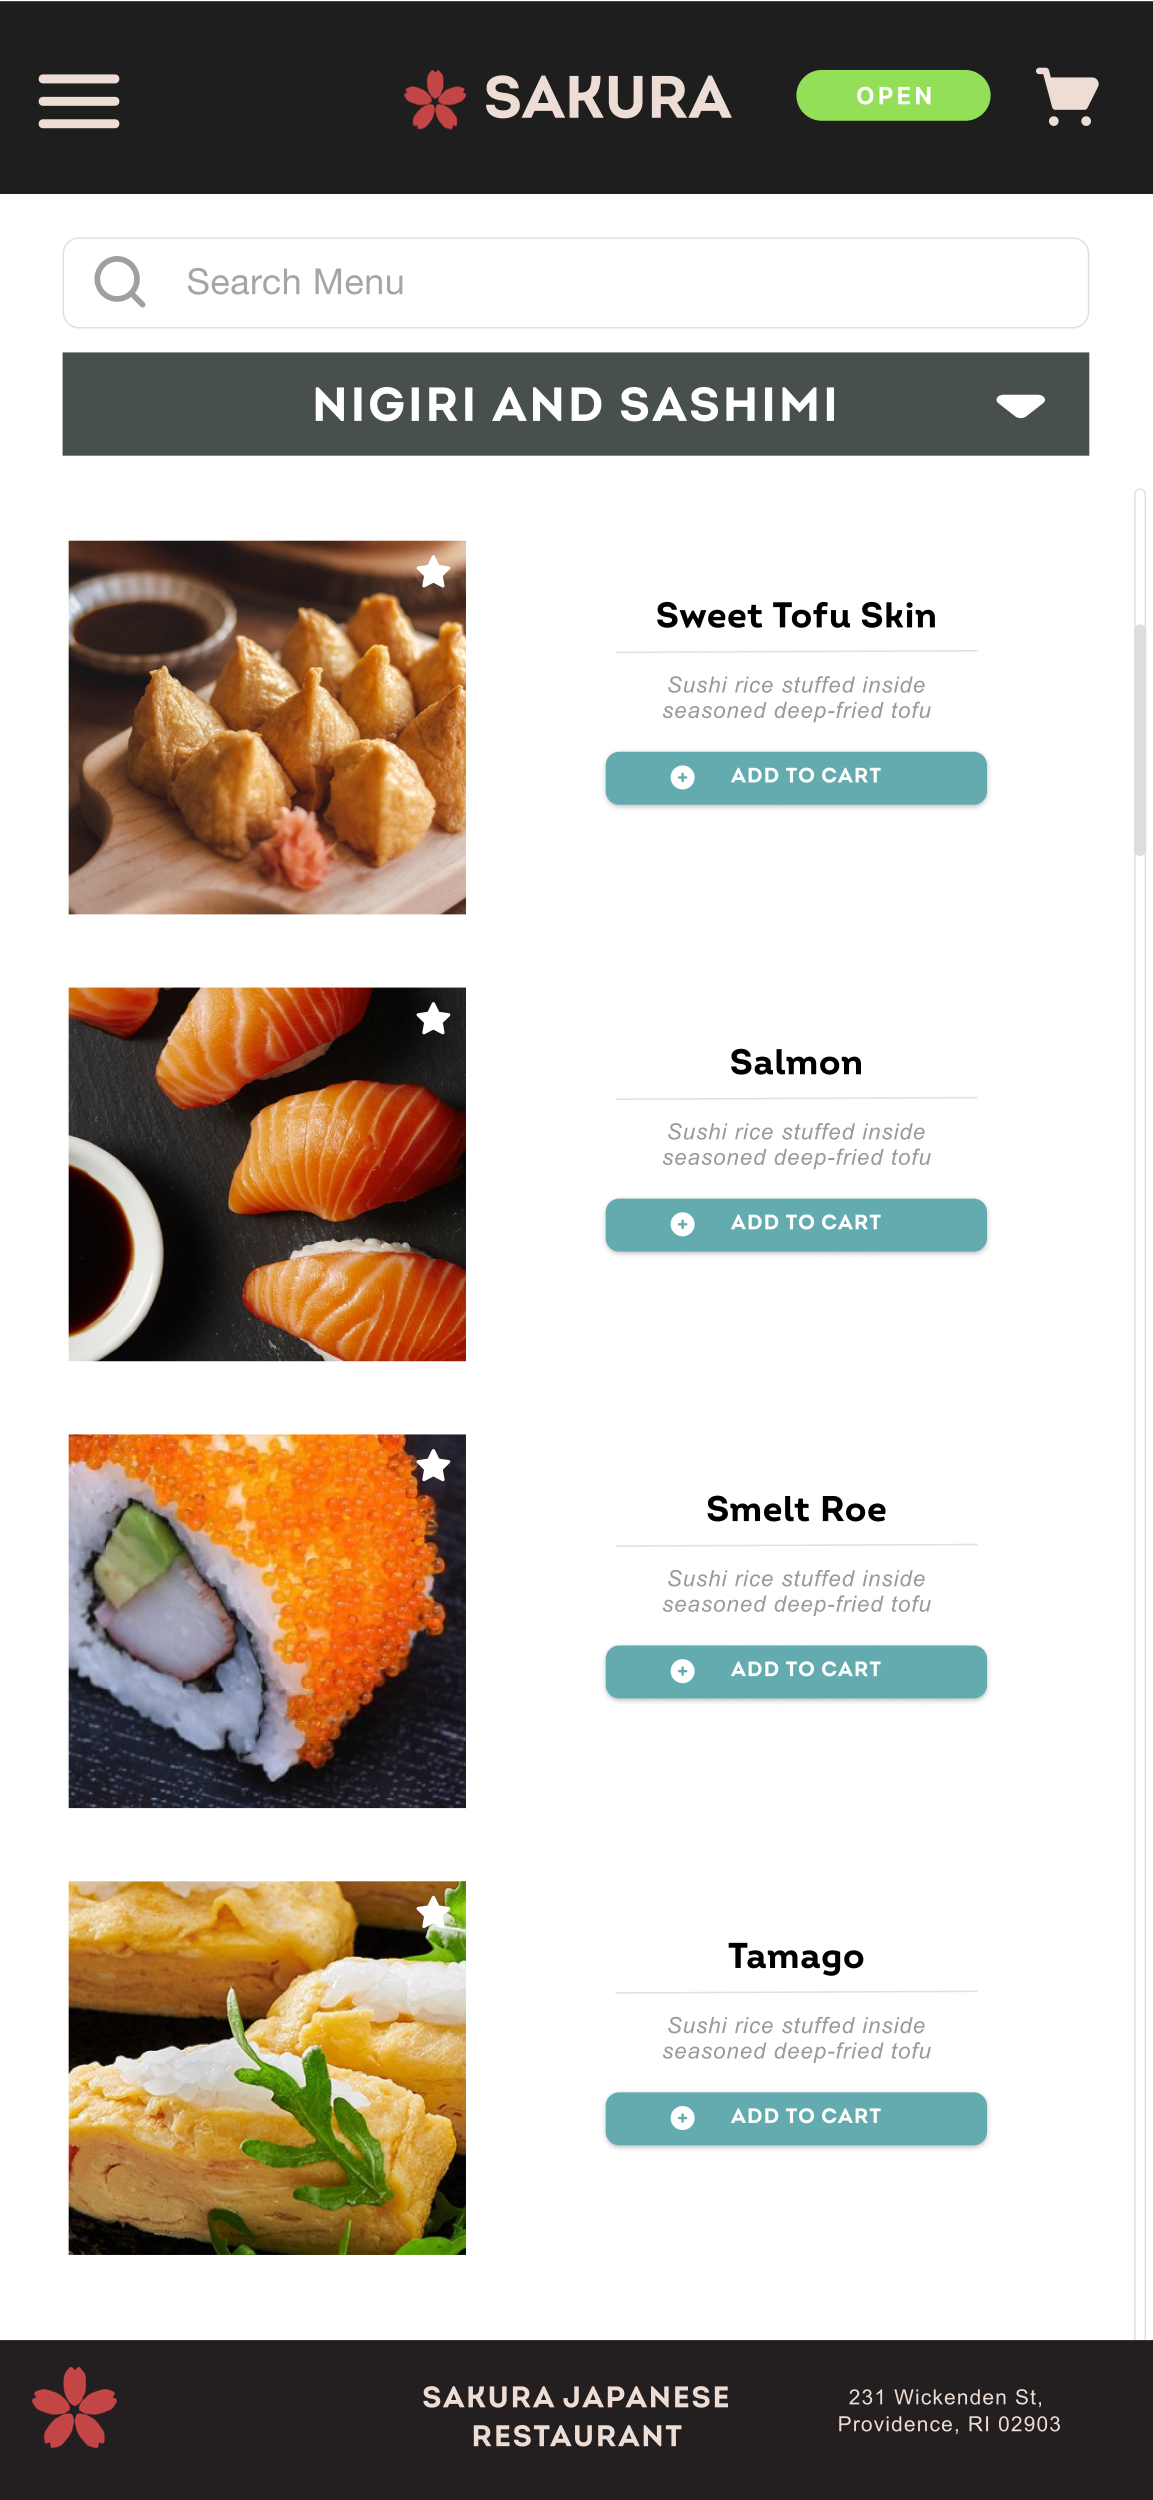 SAKURA
OPEN
Search Menu
NIGIRI AND SASHIMI
Sweet Tofu Skin
Sushi rice stuffed inside
seasoned deep-fried tofu
ADD TO CART
Salmon
Sushi rice stuffed inside
seasoned deep-fried tofu
ADD TO CART
Smelt Roe
Sushi rice stuffed inside
seasoned deep-fried tofu
ADD TO CART
Tamago
Sushi rice stuffed inside
seasoned deep-fried tofu
ADD TO CART
SAKURA JAPANESE
RESTAURANT
231 Wickenden St,
Providence, RI 02903